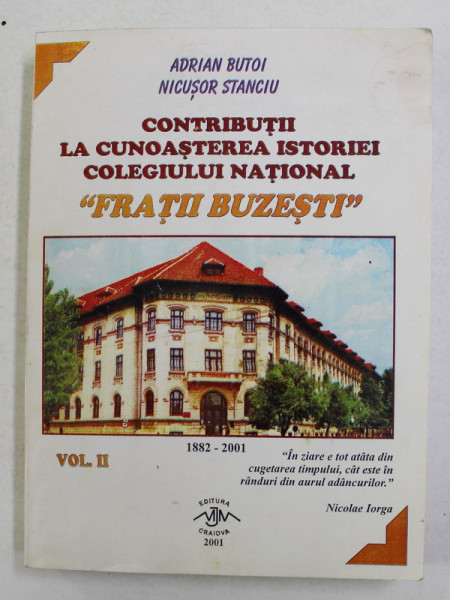 ADRIAN BUTOI
NICUȘOR STANCIU
CONTRIBUȚII
LA CUNOAȘTEREA ISTORIEI
COLEGIULUI NAȚIONAL
“FRAȚII BUZEȘTI”
1882 - 2001
VOL. II
“În ziare e tot atâta din
cugetarea timpului, cât este în
rânduri din aurul adâncurilor.”
Nicolae Iorga
EDITURA
MJM
CRAIOVA
2001